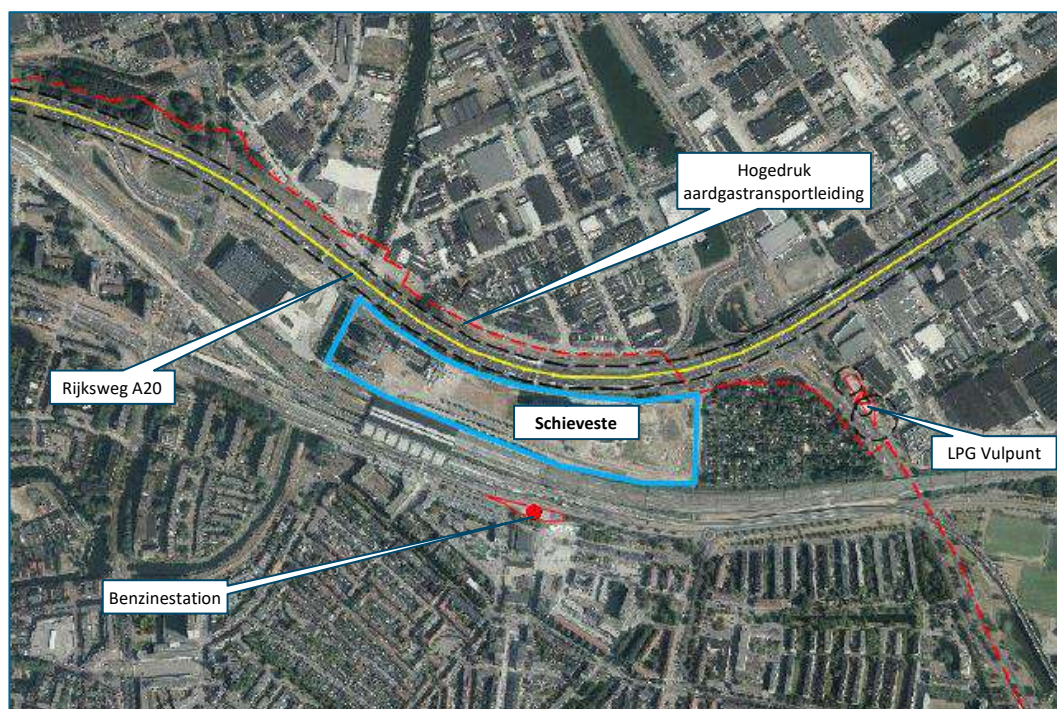 Hogedruk
aardgastransportleiding
Rijksweg A20
Schieveste
LPG Vulpunt
Benzinestation